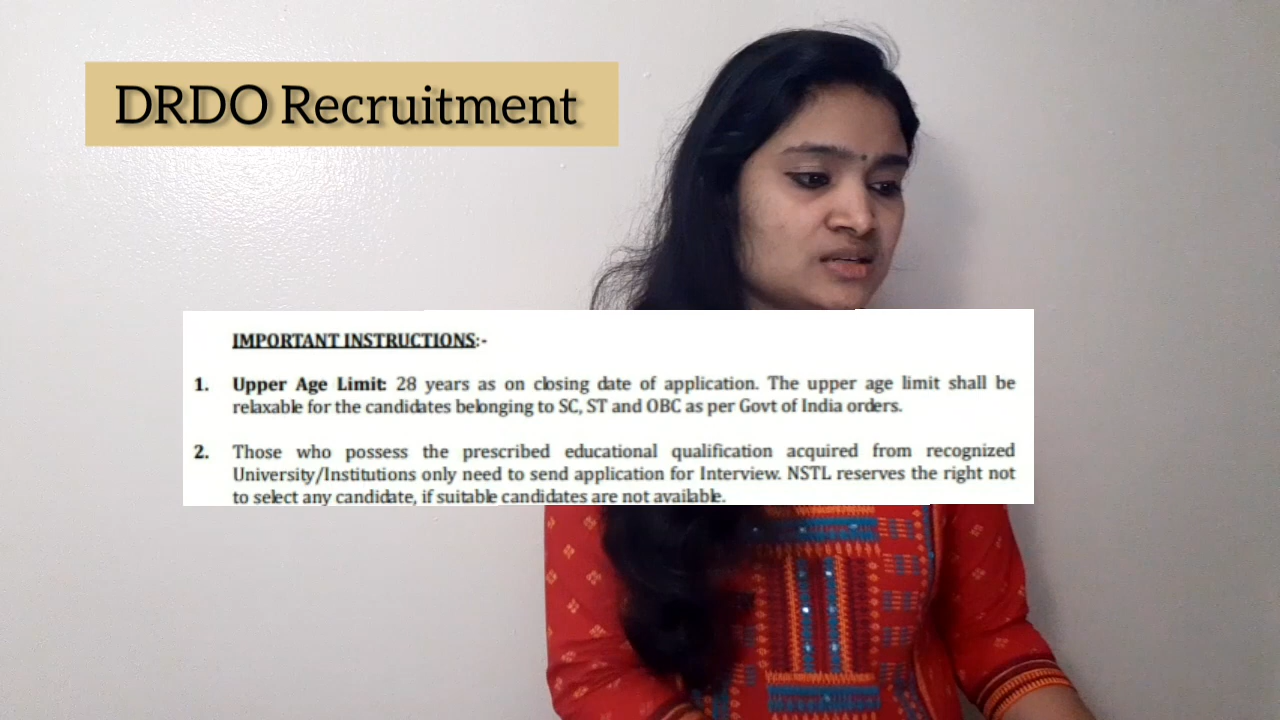 DRDO Recruitment
IMPORTANT INSTRUCTIONS:-
1. Upper Age Limit: 28 years as on closing date of application. The upper age limit shall be
relaxable for the candidates belonging to SC, ST and OBC as per Govt of India orders.
2. Those who possess the prescribed educational qualification acquired from recognized
University/Institutions only need to send application for Interview. NSTL reserves the right not
to select any candidate, if suitable candidates are not available.